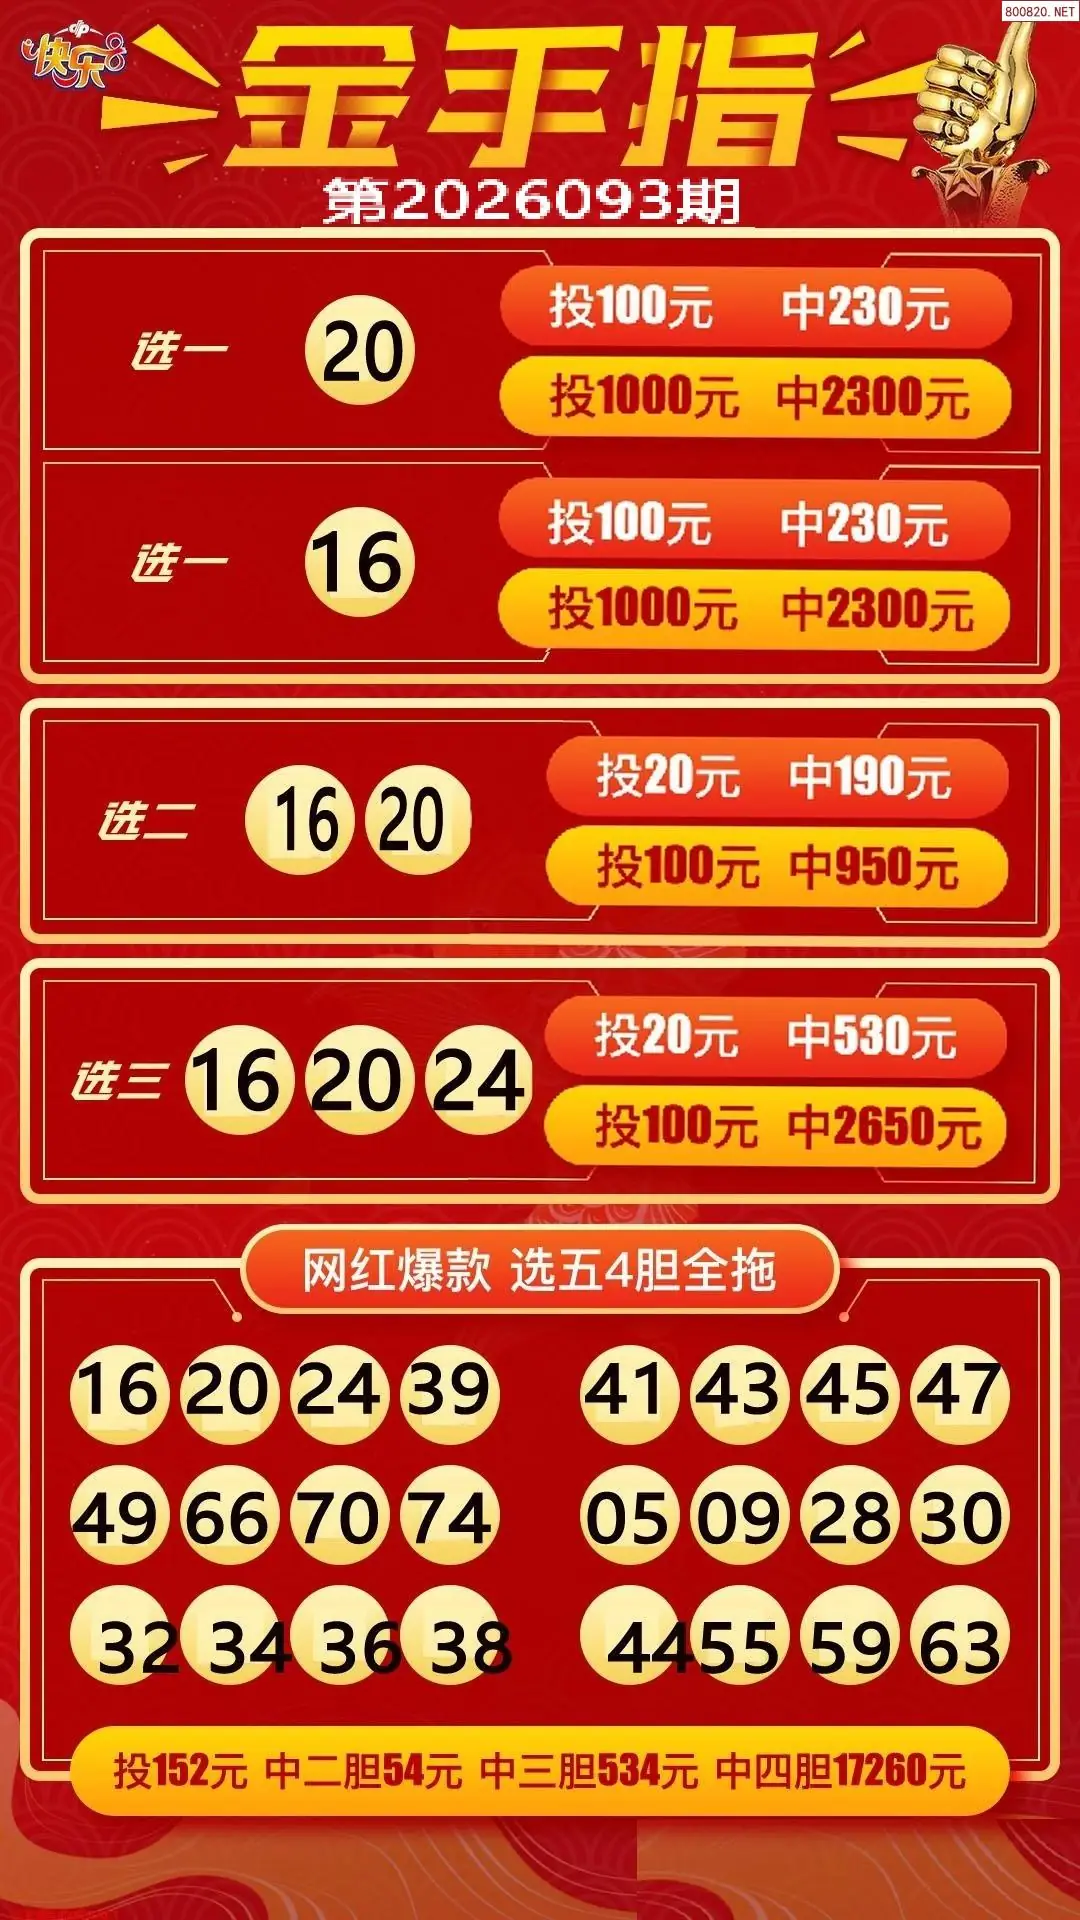 800820.NET
快乐8
金手指
第2026093期
选一 20 投100元 中230元
投1000元 中2300元
选一 16 投100元 中230元
投1000元 中2300元
选二 16 20 投20元 中190元
投100元 中950元
选三 16 20 24 投20元 中530元
投100元 中2650元
网红爆款 选五4胆全拖
16 20 24 39 41 43 45 47
49 66 70 74 05 09 28 30
32 34 36 38 44 55 59 63
投152元 中二胆54元 中三胆534元 中四胆17260元